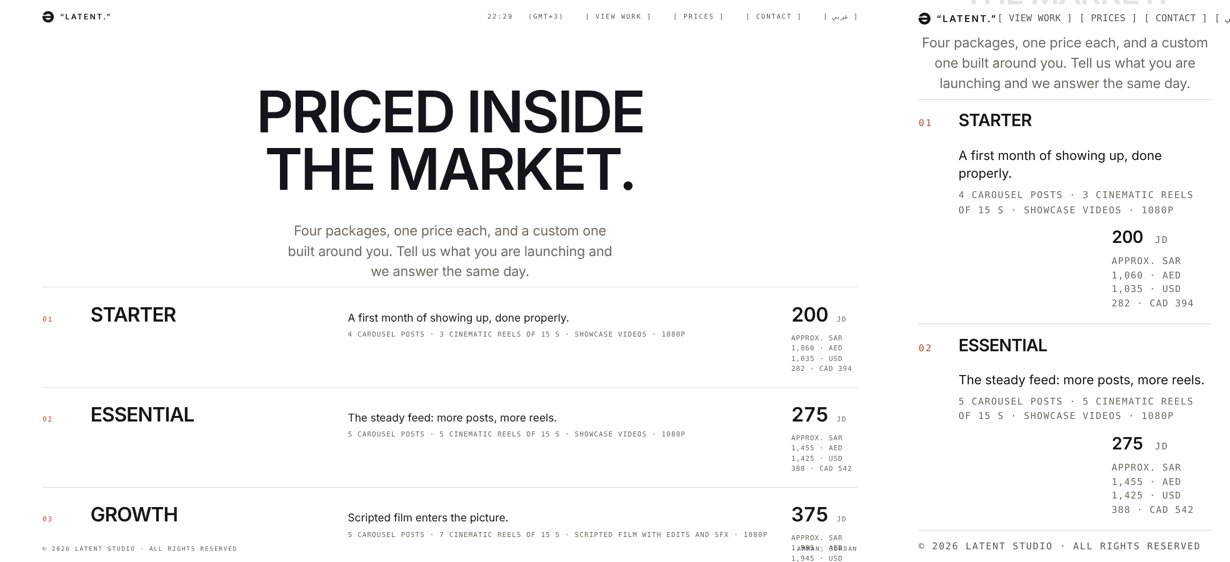 "LATENT."
22:29 (GMT+3) [ VIEW WORK ] [ PRICES ] [ CONTACT ] [ عربي ]
PRICED INSIDE
THE MARKET.
Four packages, one price each, and a custom one
built around you. Tell us what you are launching and
we answer the same day.
01 STARTER
A first month of showing up, done properly.
4 CAROUSEL POSTS · 3 CINEMATIC REELS OF 15 S · SHOWCASE VIDEOS · 1080P
200 JD
APPROX. SAR
1,060 · AED
1,035 · USD
282 · CAD 394
02 ESSENTIAL
The steady feed: more posts, more reels.
5 CAROUSEL POSTS · 5 CINEMATIC REELS OF 15 S · SHOWCASE VIDEOS · 1080P
275 JD
APPROX. SAR
1,455 · AED
1,425 · USD
388 · CAD 542
03 GROWTH
Scripted film enters the picture.
5 CAROUSEL POSTS · 7 CINEMATIC REELS OF 15 S · SCRIPTED FILM WITH EDITS AND SFX · 1080P
375 JD
APPROX. SAR
© 2026 LATENT STUDIO · ALL RIGHTS RESERVED
THE MARKET.
"LATENT." [ VIEW WORK ] [ PRICES ] [ CONTACT ] [
Four packages, one price each, and a custom
one built around you. Tell us what you are
launching and we answer the same day.
01 STARTER
A first month of showing up, done
properly.
4 CAROUSEL POSTS · 3 CINEMATIC REELS
OF 15 S · SHOWCASE VIDEOS · 1080P
200 JD
APPROX. SAR
1,060 · AED
1,035 · USD
282 · CAD 394
02 ESSENTIAL
The steady feed: more posts, more reels.
5 CAROUSEL POSTS · 5 CINEMATIC REELS
OF 15 S · SHOWCASE VIDEOS · 1080P
275 JD
APPROX. SAR
1,455 · AED
1,425 · USD
388 · CAD 542
© 2026 LATENT STUDIO · ALL RIGHTS RESERVED